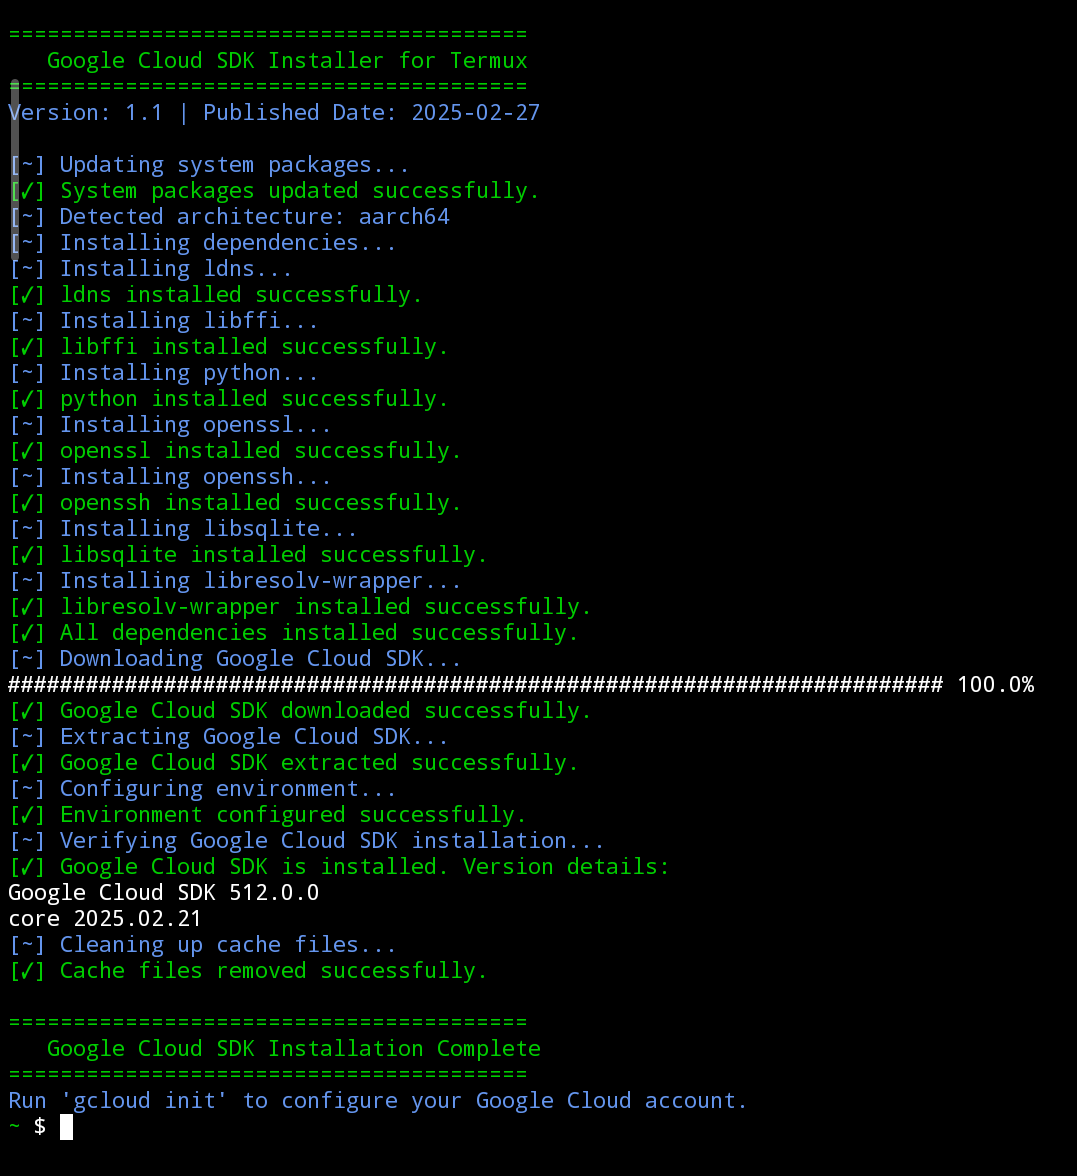 ========================================
   Google Cloud SDK Installer for Termux
========================================
Version: 1.1 | Published Date: 2025-02-27

[~] Updating system packages...
[✓] System packages updated successfully.
[~] Detected architecture: aarch64
[~] Installing dependencies...
[~] Installing ldns...
[✓] ldns installed successfully.
[~] Installing libffi...
[✓] libffi installed successfully.
[~] Installing python...
[✓] python installed successfully.
[~] Installing openssl...
[✓] openssl installed successfully.
[~] Installing openssh...
[✓] openssh installed successfully.
[~] Installing libsqlite...
[✓] libsqlite installed successfully.
[~] Installing libresolv-wrapper...
[✓] libresolv-wrapper installed successfully.
[✓] All dependencies installed successfully.
[~] Downloading Google Cloud SDK...
######################################################################## 100.0%
[✓] Google Cloud SDK downloaded successfully.
[~] Extracting Google Cloud SDK...
[✓] Google Cloud SDK extracted successfully.
[~] Configuring environment...
[✓] Environment configured successfully.
[~] Verifying Google Cloud SDK installation...
[✓] Google Cloud SDK is installed. Version details:
Google Cloud SDK 512.0.0
core 2025.02.21
[~] Cleaning up cache files...
[✓] Cache files removed successfully.

========================================
   Google Cloud SDK Installation Complete
========================================
Run 'gcloud init' to configure your Google Cloud account.
~ $